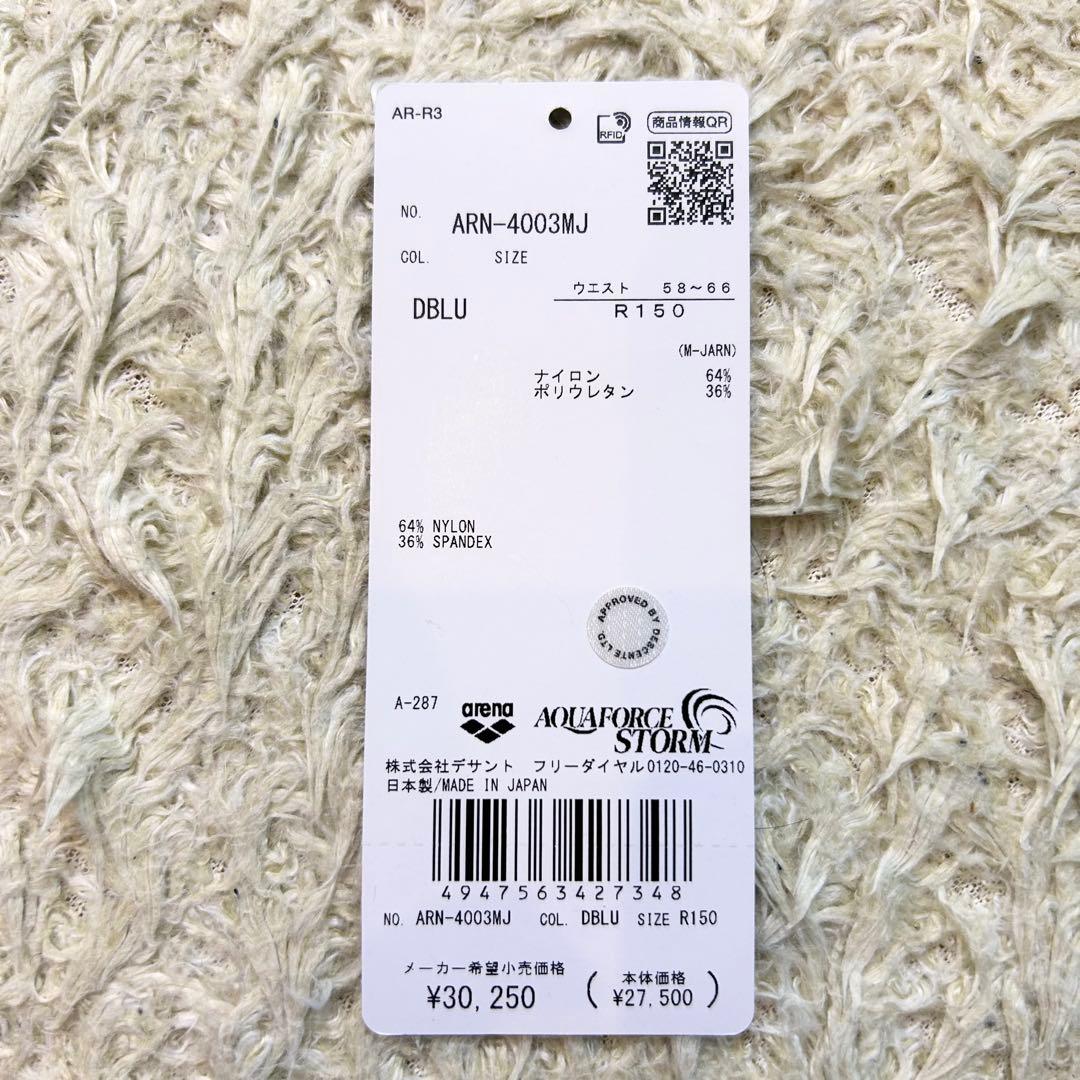 AR-R3
RFID
商品情報QR
NO. ARN-4003MJ
COL. SIZE
ウエスト 58～66
DBLU R150
(M-JARN)
ナイロン 64%
ポリウレタン 36%
64% NYLON
36% SPANDEX
APPROVED BY DESCENTE LTD.
A-287 arena AQUAFORCE
STORM
株式会社デサント フリーダイヤル0120-46-0310
日本製/MADE IN JAPAN
4947563427348
NO. ARN-4003MJ COL. DBLU SIZE R150
メーカー希望小売価格
¥30,250
(本体価格
¥27,500)